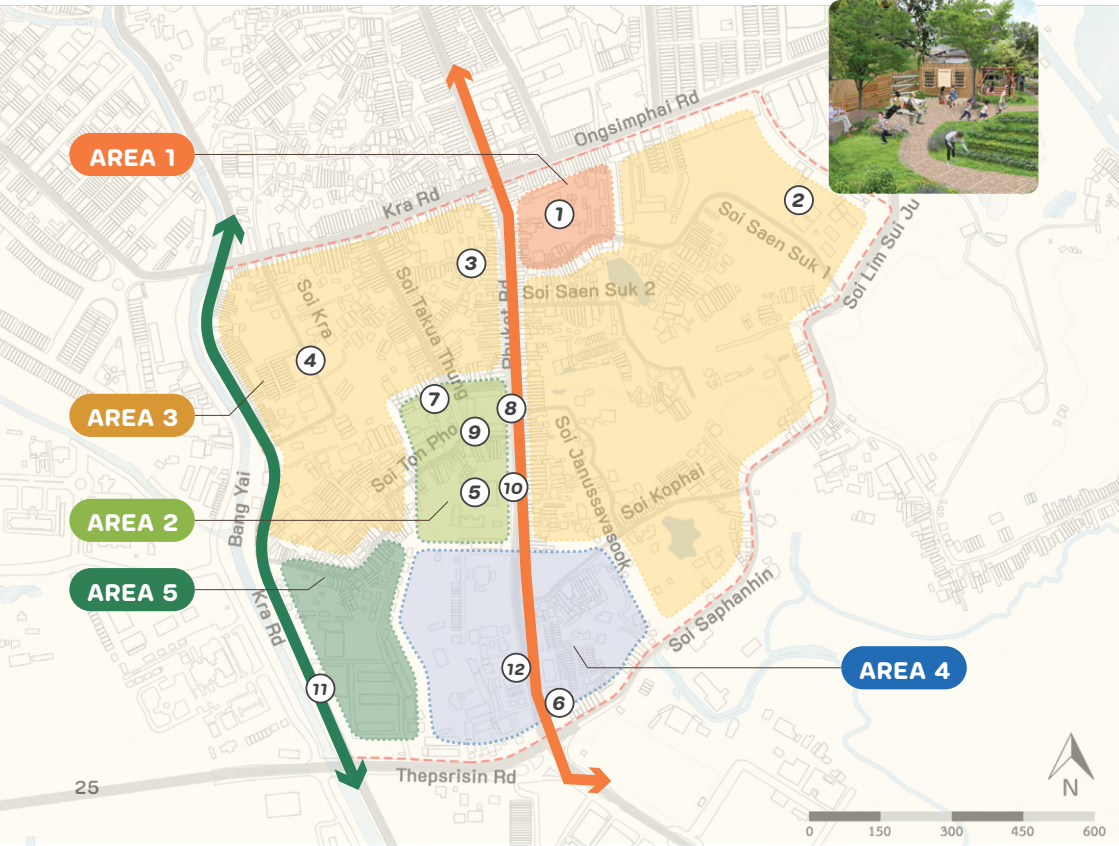 Ongsimphai Rd
AREA 1
Kra Rd
1
2
Soi Saen Suk 1
Soi Lim Sui Ju
3
Soi Kra
Soi Takua Thung
Phuket Rd
Soi Saen Suk 2
4
AREA 3
7
8
9
Soi Ton Pho
5
10
Soi Janussavasook
Soi Kophai
AREA 2
Bang Yai
AREA 5
Kra Rd
Soi Saphanhin
AREA 4
12
11
6
Thepsrisin Rd
25
N
0 150 300 450 600